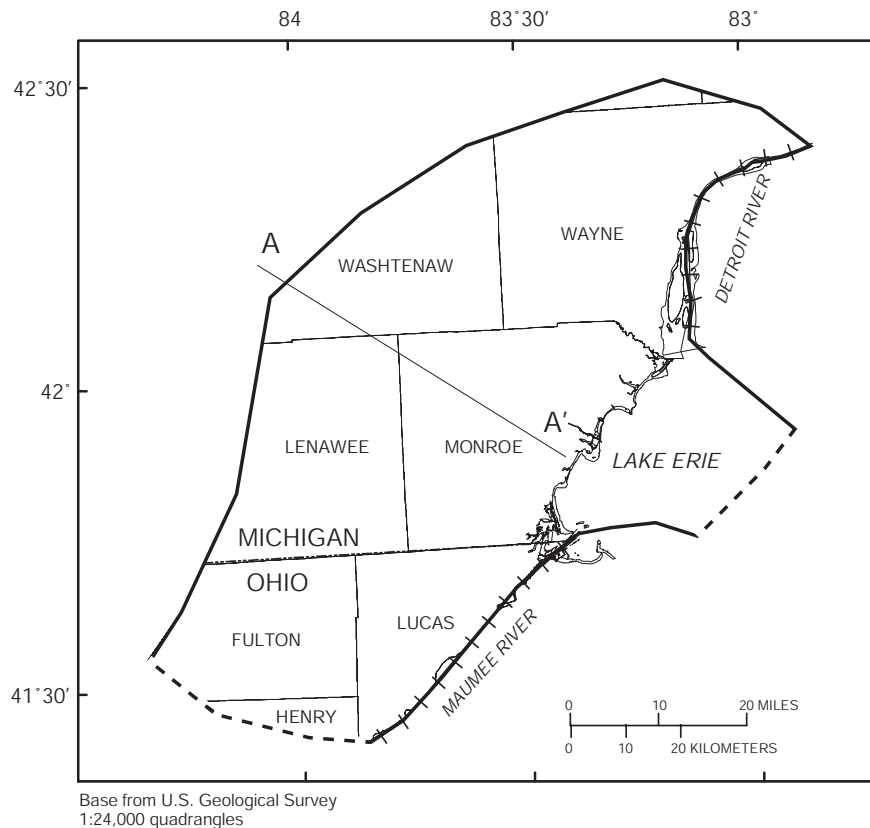 84 83˚30′ 83˚
42˚30′
A
WASHTENAW
WAYNE
DETROIT RIVER
42˚
A′
LENAWEE
MONROE
LAKE ERIE
MICHIGAN
OHIO
FULTON
LUCAS
MAUMEE RIVER
41˚30′
HENRY
0 10 20 MILES
0 10 20 KILOMETERS
Base from U.S. Geological Survey
1:24,000 quadrangles